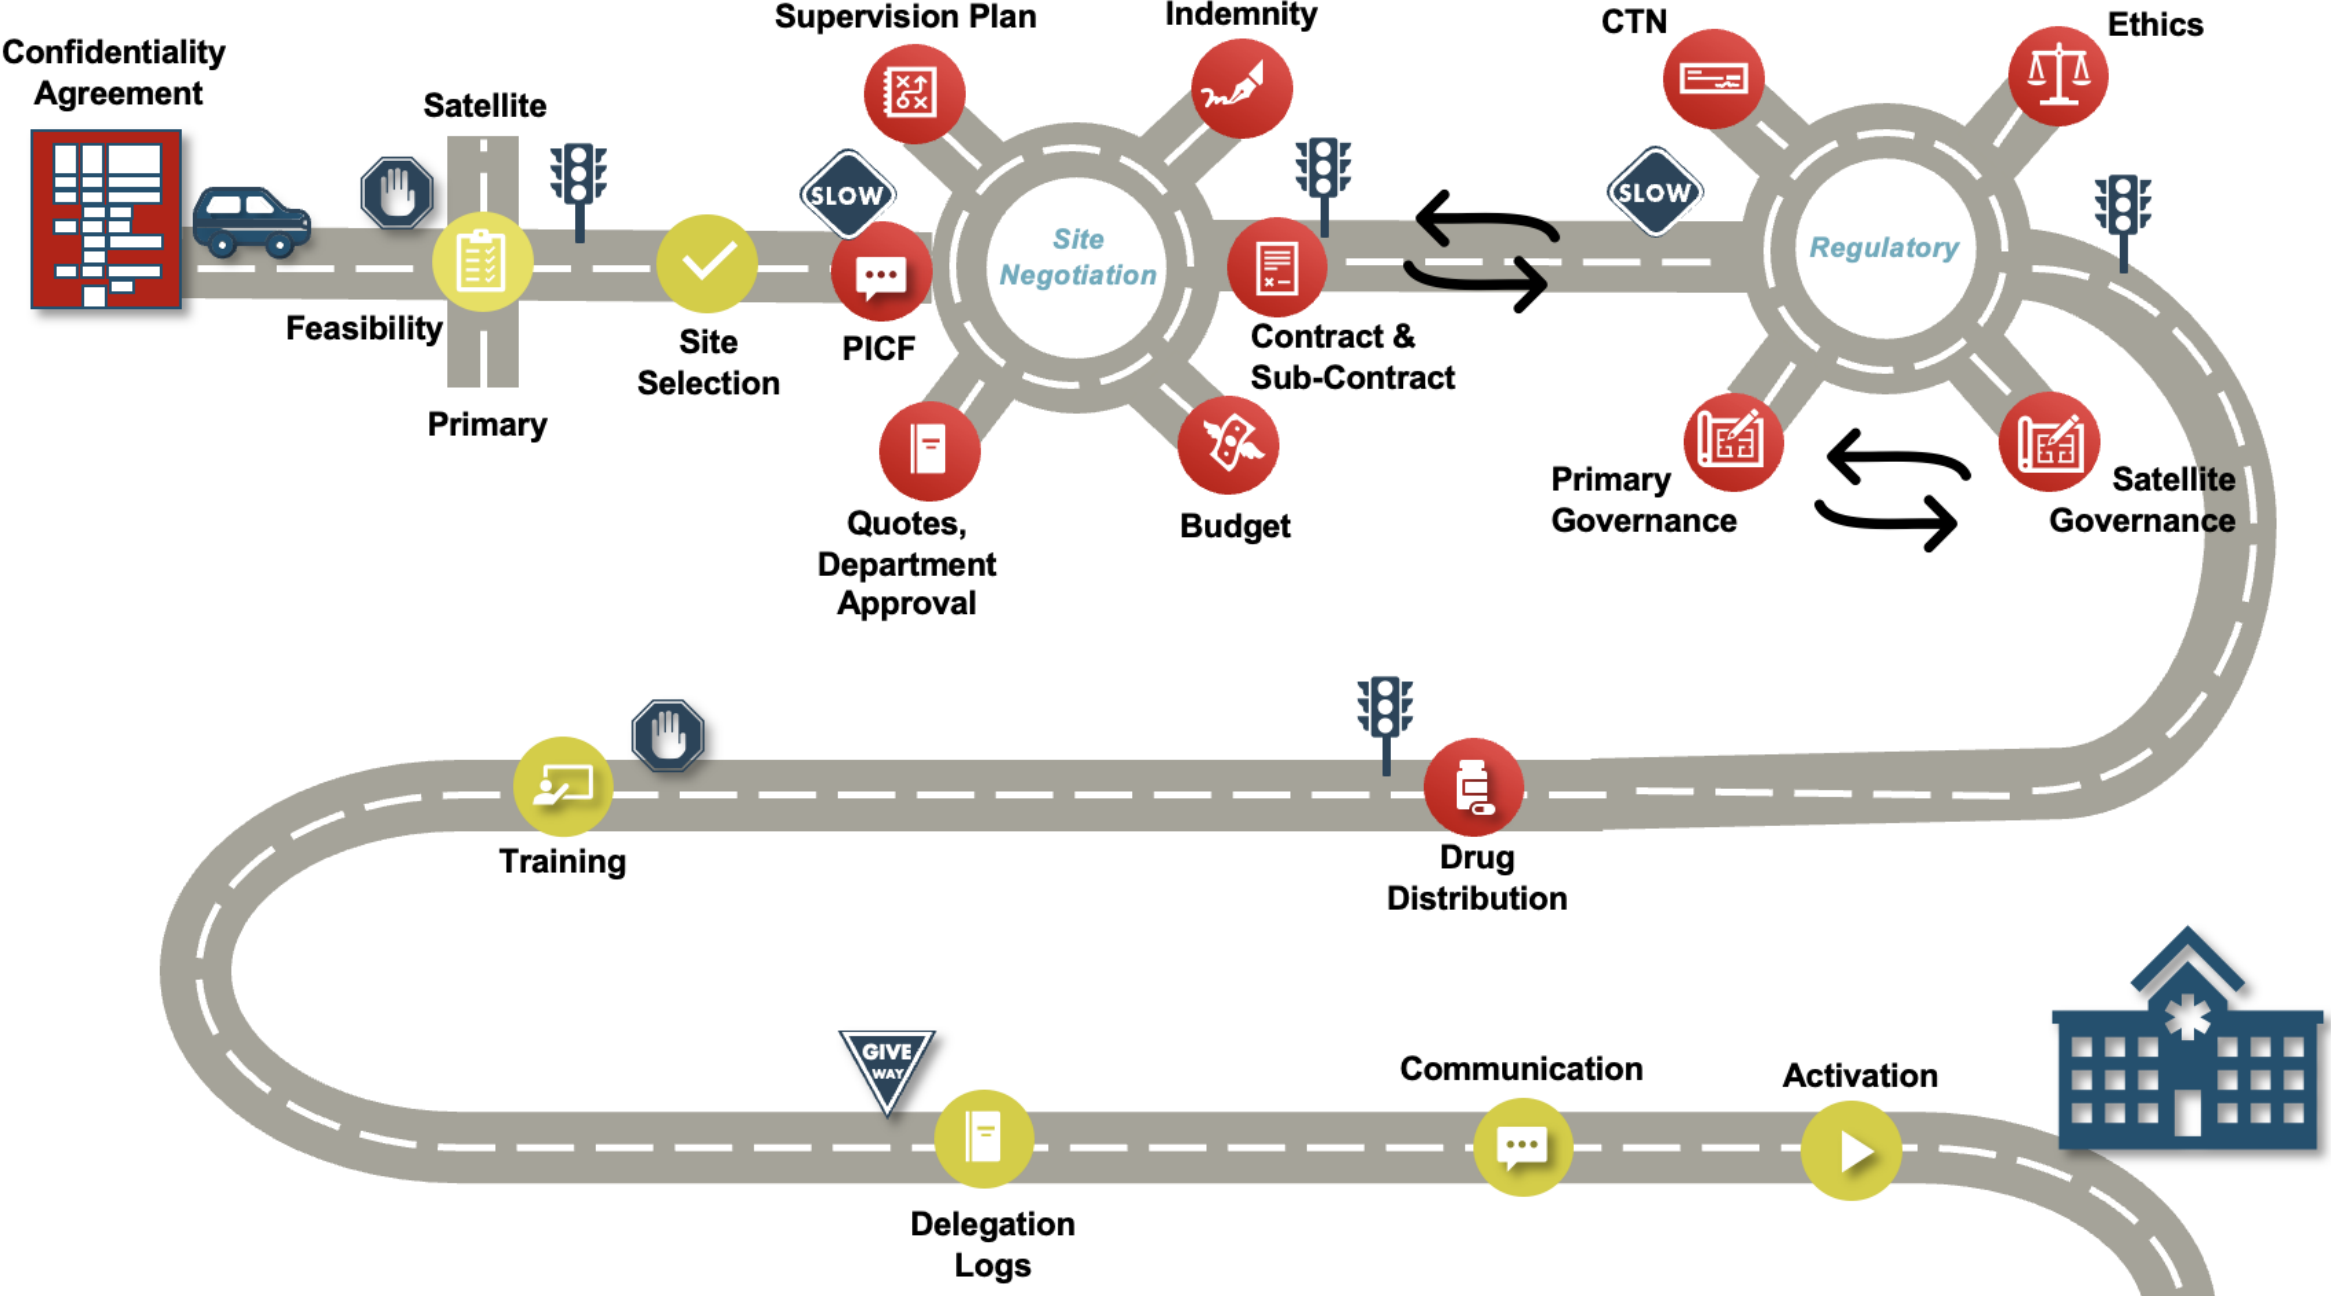 Confidentiality
Agreement
Satellite
Feasibility
Primary
Site
Selection
SLOW
PICF
Supervision Plan
Indemnity
Site
Negotiation
Quotes,
Department
Approval
Budget
Contract &
Sub-Contract
SLOW
CTN
Ethics
Regulatory
Primary
Governance
Satellite
Governance
Drug
Distribution
Training
GIVE
WAY
Delegation
Logs
Communication
Activation